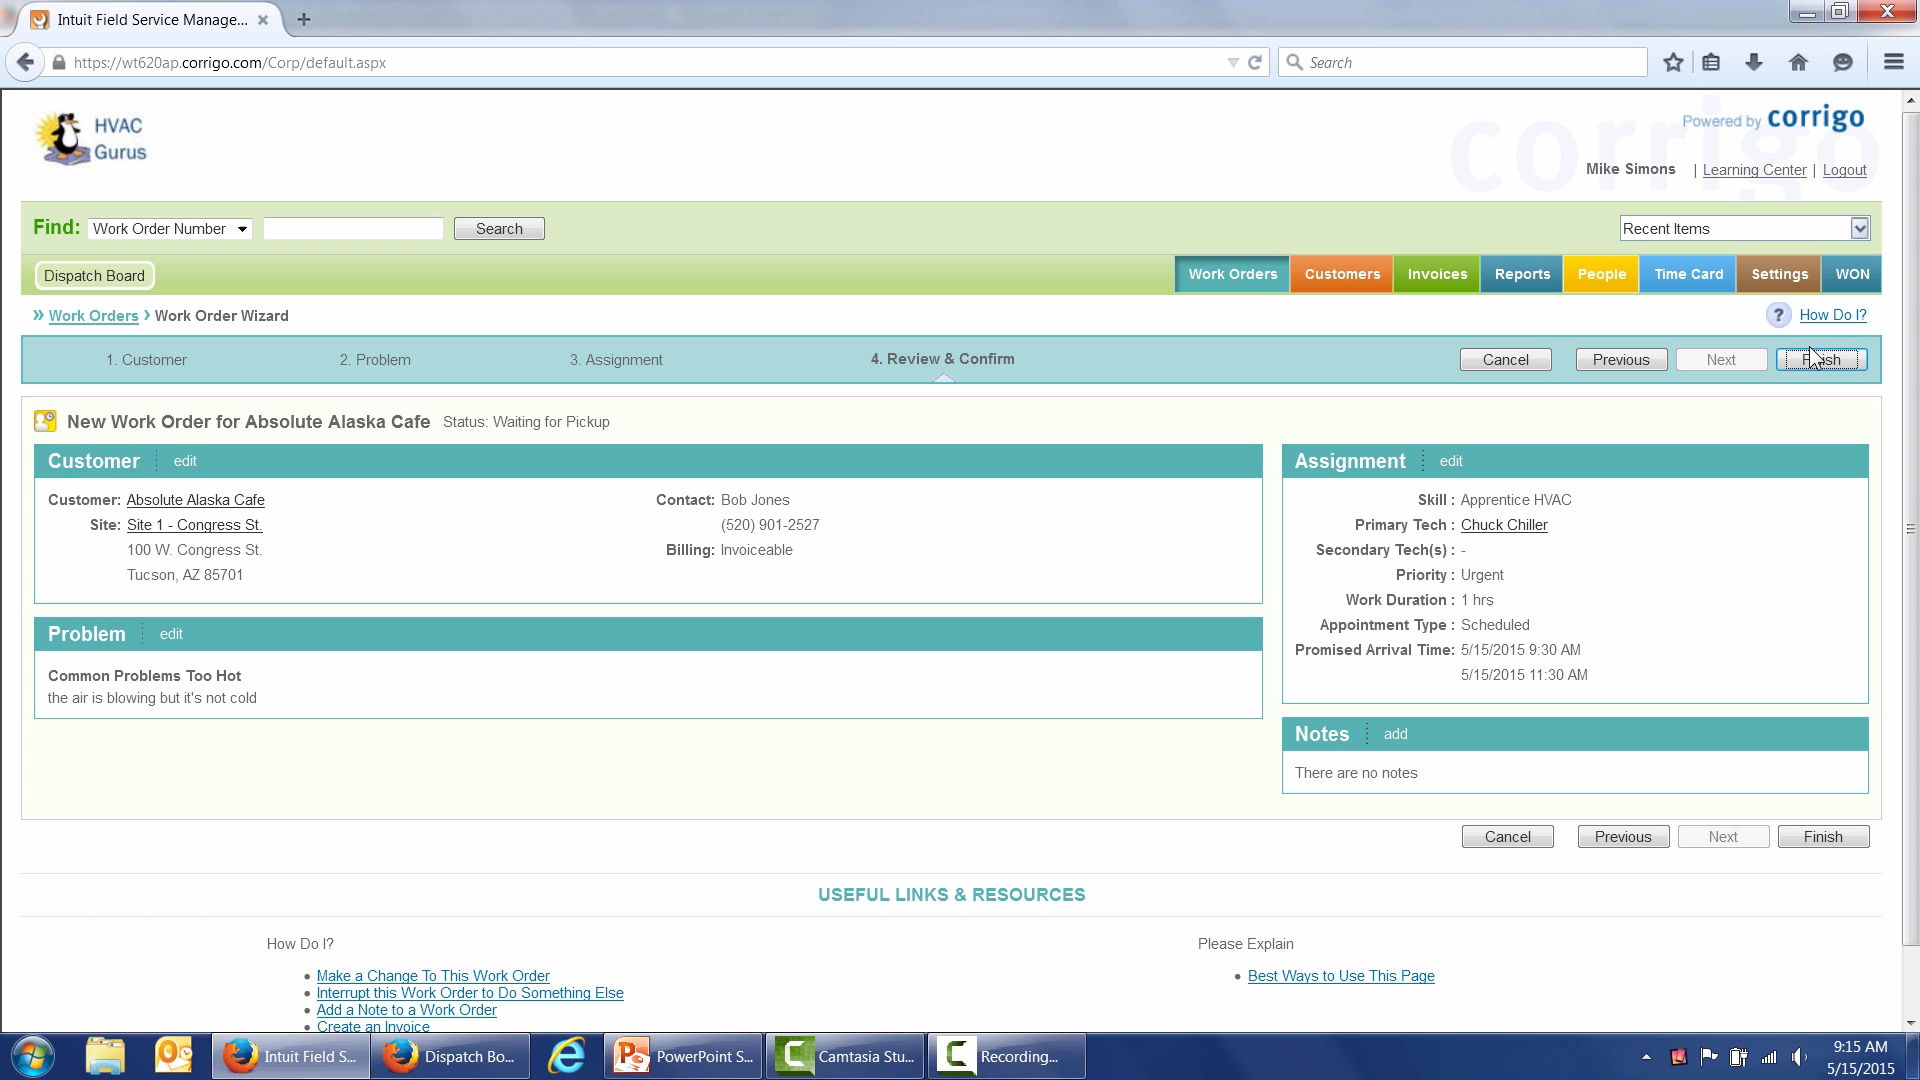 Intuit Field Service Manage...
https://wt620ap.corrigo.com/Corp/default.aspx
Search
HVAC
Gurus
corrigo
Powered by corrigo
Mike Simons | Learning Center | Logout
Find: Work Order Number Search Recent Items
Dispatch Board Work Orders Customers Invoices Reports People Time Card Settings WON
» Work Orders › Work Order Wizard ? How Do I?
1. Customer 2. Problem 3. Assignment 4. Review & Confirm Cancel Previous Next Finish
New Work Order for Absolute Alaska Cafe Status: Waiting for Pickup
Customer edit
Customer: Absolute Alaska Cafe Contact: Bob Jones
Site: Site 1 - Congress St. (520) 901-2527
100 W. Congress St. Billing: Invoiceable
Tucson, AZ 85701
Problem edit
Common Problems Too Hot
the air is blowing but it's not cold
Assignment edit
Skill : Apprentice HVAC
Primary Tech : Chuck Chiller
Secondary Tech(s) : -
Priority : Urgent
Work Duration : 1 hrs
Appointment Type : Scheduled
Promised Arrival Time: 5/15/2015 9:30 AM
5/15/2015 11:30 AM
Notes add
There are no notes
Cancel Previous Next Finish
USEFUL LINKS & RESOURCES
How Do I?
• Make a Change To This Work Order
• Interrupt this Work Order to Do Something Else
• Add a Note to a Work Order
• Create an Invoice
Please Explain
• Best Ways to Use This Page
Intuit Field S... Dispatch Bo... PowerPoint S... Camtasia Stu... Recording...
9:15 AM
5/15/2015